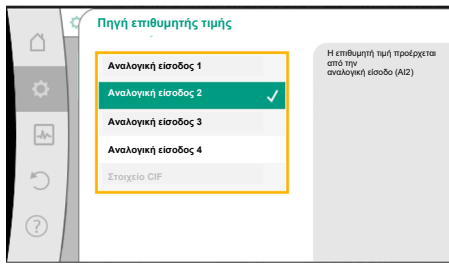 Πηγή επιθυμητής τιμής
Αναλογική είσοδος 1
Αναλογική είσοδος 2
Αναλογική είσοδος 3
Αναλογική είσοδος 4
Στοιχείο CIF
Η επιθυμητή τιμή προέρχεται
από την
αναλογική είσοδο (AI2)
?